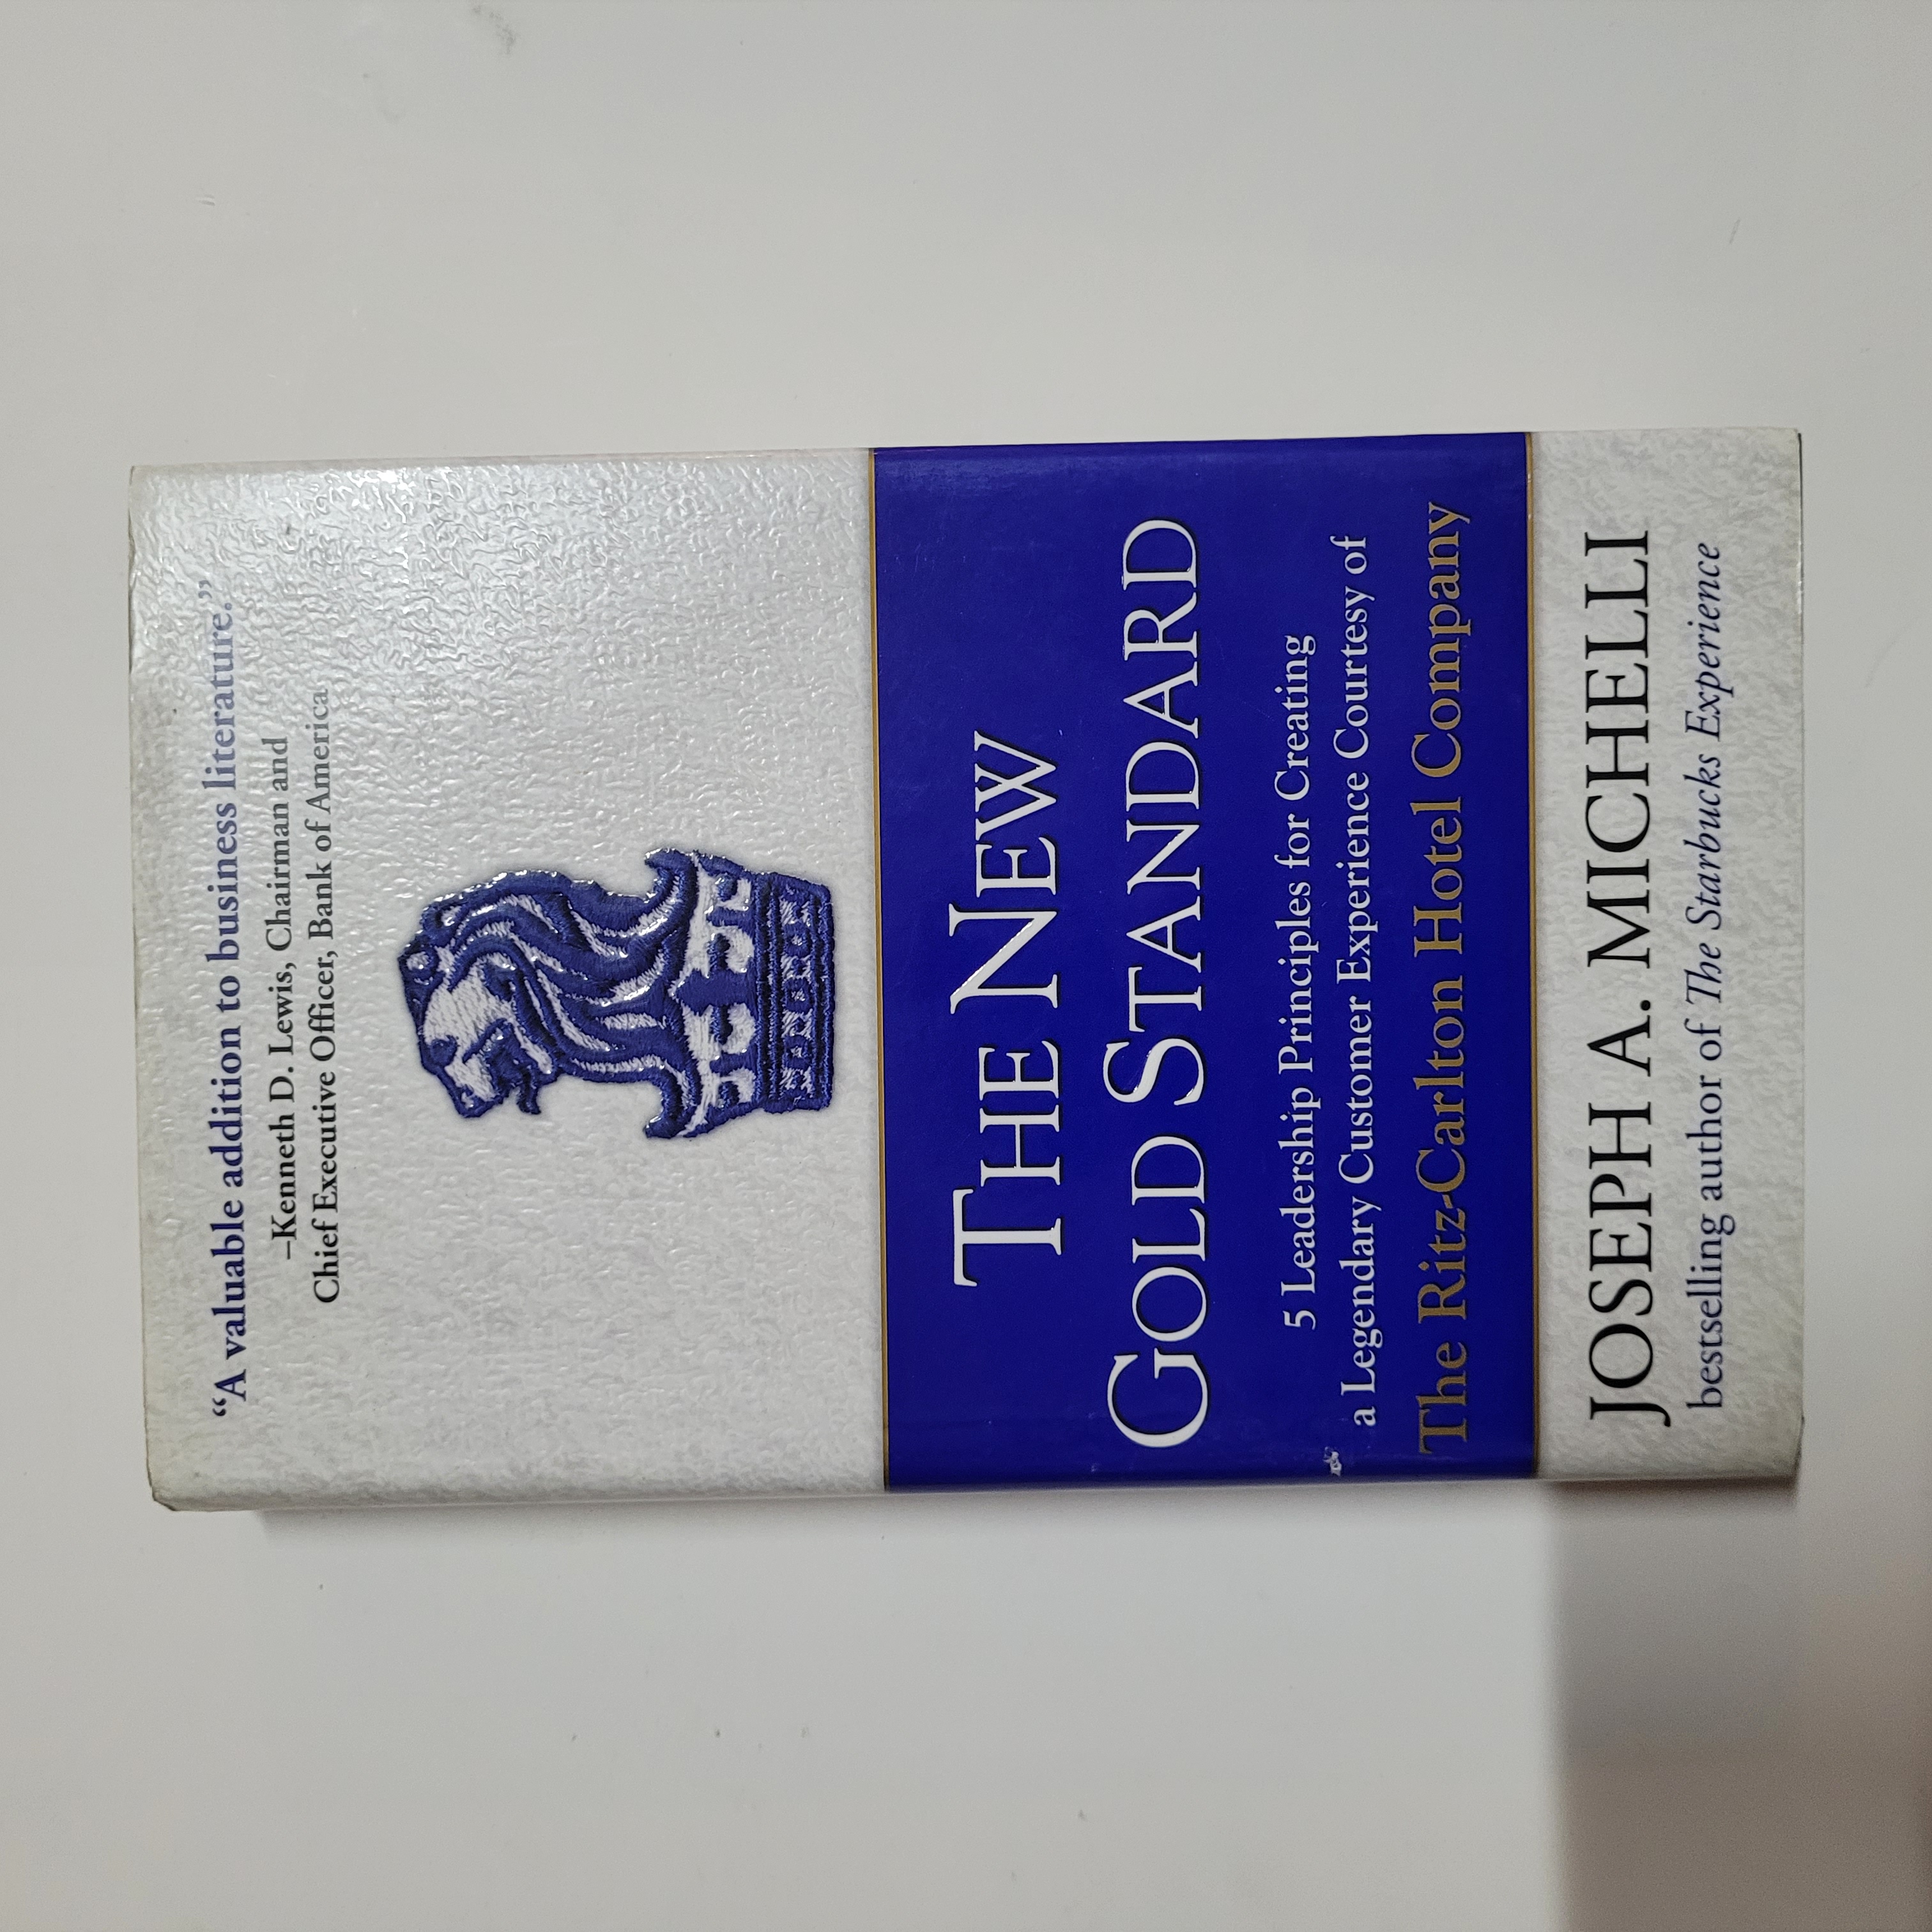 “A valuable addition to business literature.”
–Kenneth D. Lewis, Chairman and
Chief Executive Officer, Bank of America
THE NEW
GOLD STANDARD
5 Leadership Principles for Creating
a Legendary Customer Experience Courtesy of
The Ritz-Carlton Hotel Company
JOSEPH A. MICHELLI
bestselling author of The Starbucks Experience